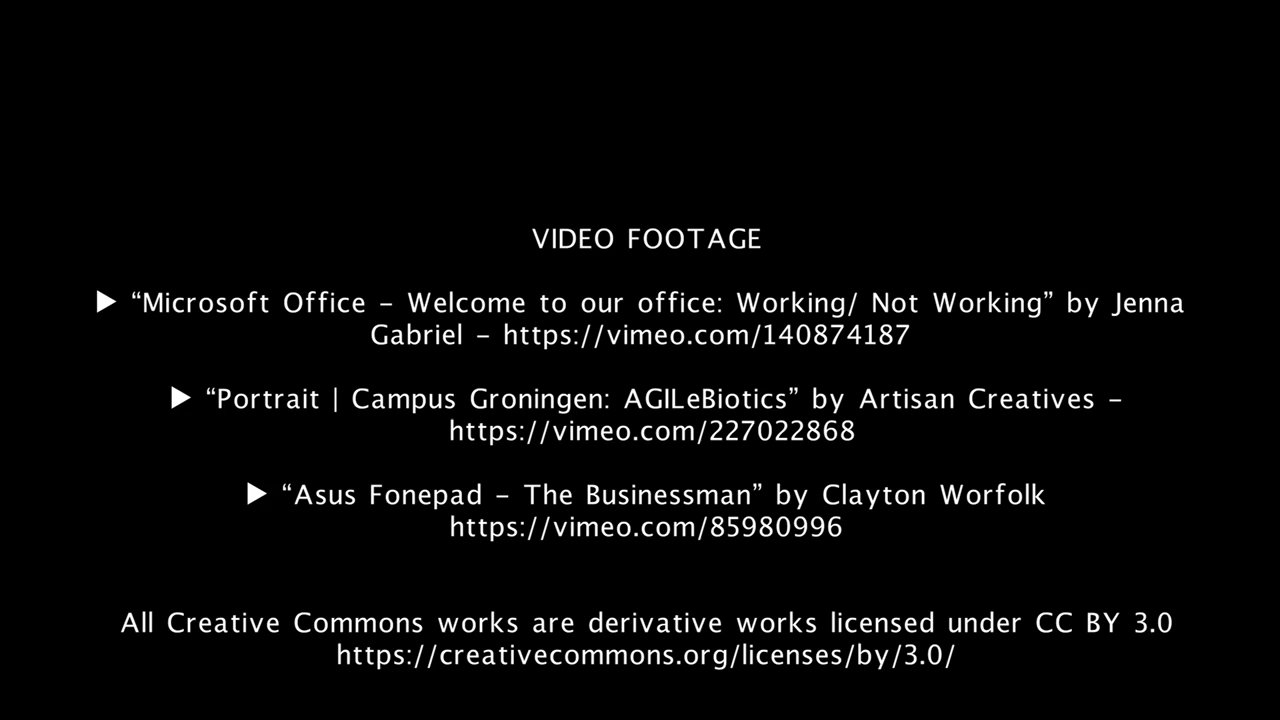 VIDEO FOOTAGE
▶ “Microsoft Office – Welcome to our office: Working/ Not Working” by Jenna
Gabriel – https://vimeo.com/140874187
▶ “Portrait | Campus Groningen: AGILeBiotics” by Artisan Creatives –
https://vimeo.com/227022868
▶ “Asus Fonepad – The Businessman” by Clayton Worfolk
https://vimeo.com/85980996
All Creative Commons works are derivative works licensed under CC BY 3.0
https://creativecommons.org/licenses/by/3.0/